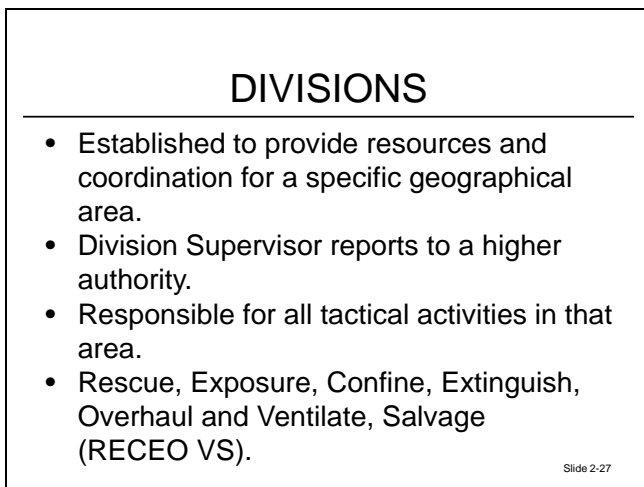 DIVISIONS
• Established to provide resources and
coordination for a specific geographical
area.
• Division Supervisor reports to a higher
authority.
• Responsible for all tactical activities in that
area.
• Rescue, Exposure, Confine, Extinguish,
Overhaul and Ventilate, Salvage
(RECEO VS).
Slide 2-27